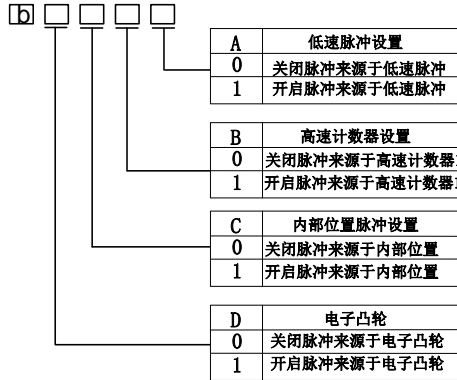 b
A 低速脉冲设置
0 关闭脉冲来源于低速脉冲
1 开启脉冲来源于低速脉冲
B 高速计数器设置
0 关闭脉冲来源于高速计数器
1 开启脉冲来源于高速计数器
C 内部位置脉冲设置
0 关闭脉冲来源于内部位置
1 开启脉冲来源于内部位置
D 电子凸轮
0 关闭脉冲来源于电子凸轮
1 开启脉冲来源于电子凸轮